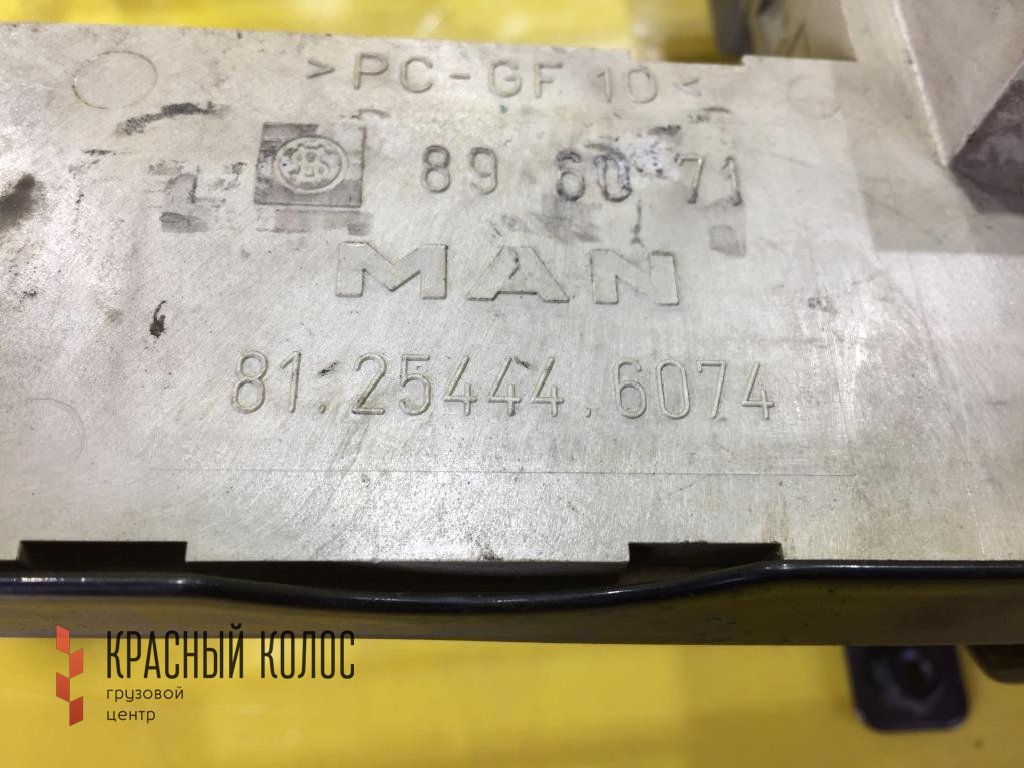 >PC-GF 10<
89 60 71
MAN
81.25444.6074
КРАСНЫЙ КОЛОС
грузовой
центр